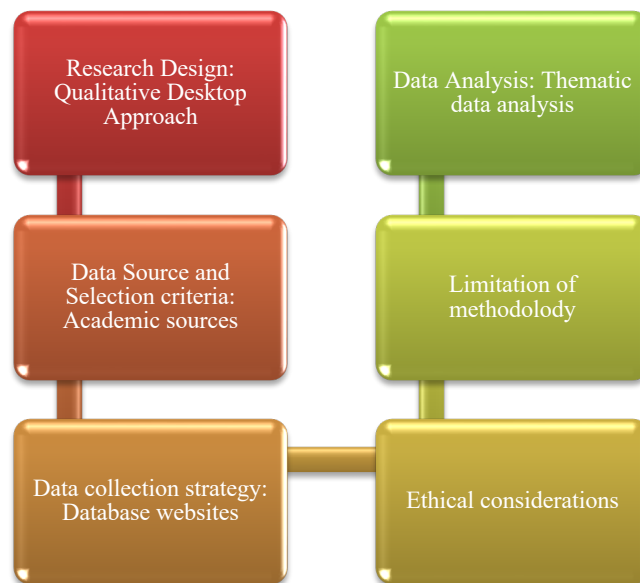 Research Design:
Qualitative Desktop
Approach
Data Source and
Selection criteria:
Academic sources
Data collection strategy:
Database websites
Ethical considerations
Limitation of
methodolody
Data Analysis: Thematic
data analysis